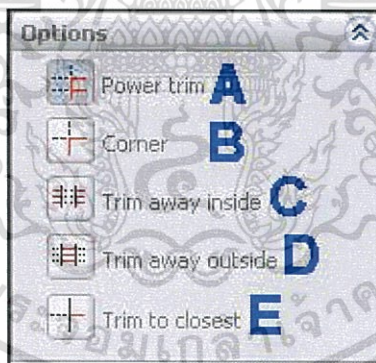 Options
Power trim A
Corner B
Trim away inside C
Trim away outside D
Trim to closest E